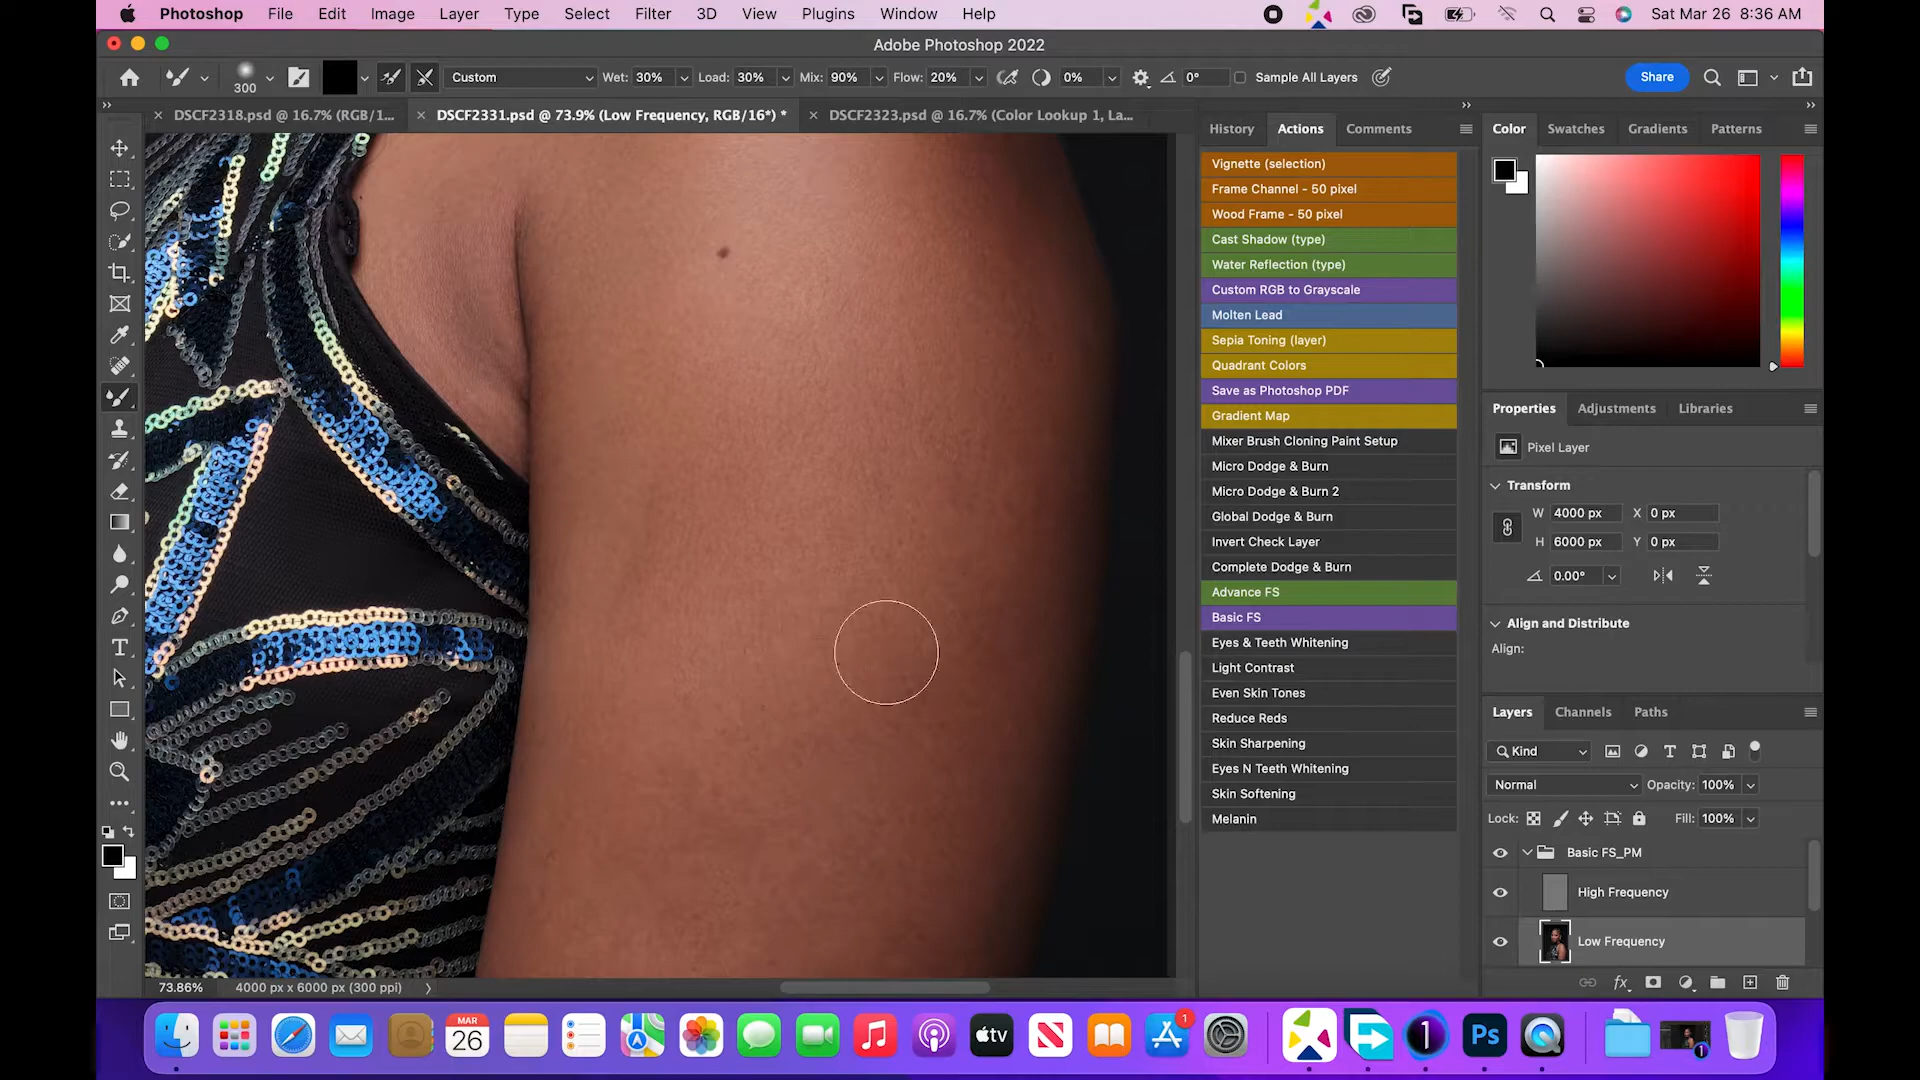 Photoshop File Edit Image Layer Type Select Filter 3D View Plugins Window Help Sat Mar 26 8:36 AM
Adobe Photoshop 2022
300 Custom Wet: 30% Load: 30% Mix: 90% Flow: 20% 0% 0° Sample All Layers Share
DSCF2318.psd @ 16.7% (RGB/1... DSCF2331.psd @ 73.9% (Low Frequency, RGB/16*) * DSCF2323.psd @ 16.7% (Color Lookup 1, La...
History Actions Comments
Vignette (selection)
Frame Channel - 50 pixel
Wood Frame - 50 pixel
Cast Shadow (type)
Water Reflection (type)
Custom RGB to Grayscale
Molten Lead
Sepia Toning (layer)
Quadrant Colors
Save as Photoshop PDF
Gradient Map
Mixer Brush Cloning Paint Setup
Micro Dodge & Burn
Micro Dodge & Burn 2
Global Dodge & Burn
Invert Check Layer
Complete Dodge & Burn
Advance FS
Basic FS
Eyes & Teeth Whitening
Light Contrast
Even Skin Tones
Reduce Reds
Skin Sharpening
Eyes N Teeth Whitening
Skin Softening
Melanin
Color Swatches Gradients Patterns
Properties Adjustments Libraries
Pixel Layer
Transform
W 4000 px X 0 px
H 6000 px Y 0 px
0.00°
Align and Distribute
Align:
Layers Channels Paths
Kind
Normal Opacity: 100%
Lock: Fill: 100%
Basic FS_PM
High Frequency
Low Frequency
73.86% 4000 px x 6000 px (300 ppi)
MAR
26
tv
1
Ps
1